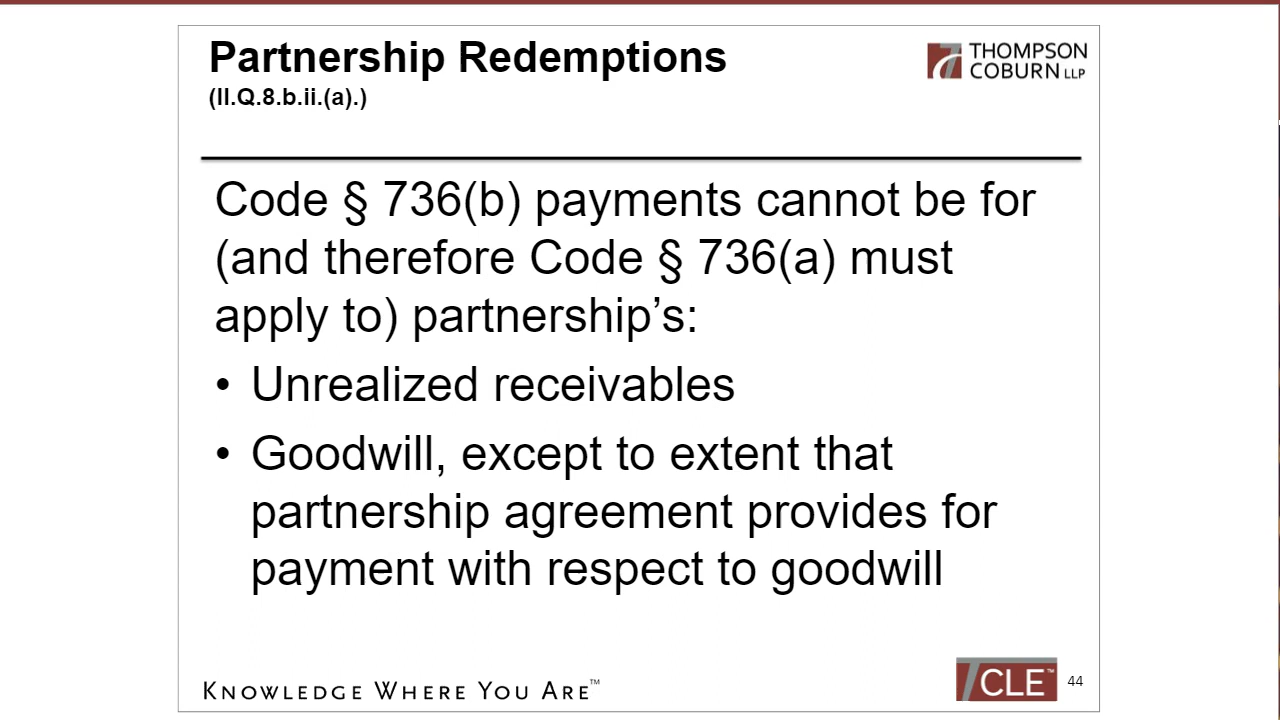 Partnership Redemptions
(II.Q.8.b.ii.(a).)
THOMPSON
COBURN LLP
Code § 736(b) payments cannot be for
(and therefore Code § 736(a) must
apply to) partnership’s:
• Unrealized receivables
• Goodwill, except to extent that
partnership agreement provides for
payment with respect to goodwill
KNOWLEDGE WHERE YOU ARE™
CLE™
44